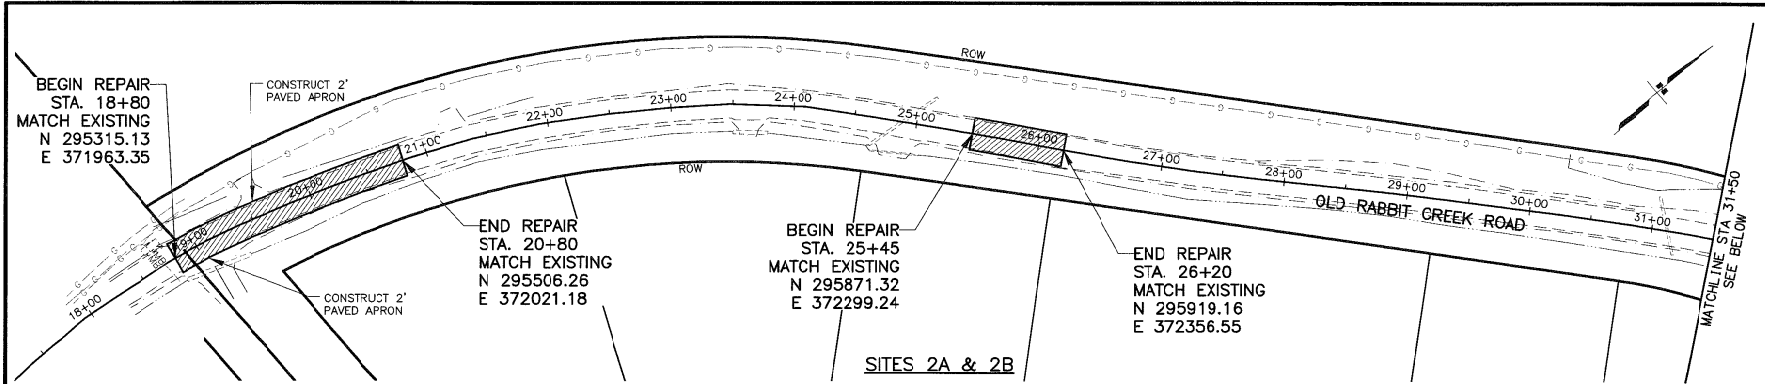 BEGIN REPAIR
STA. 18+80
MATCH EXISTING
N 295315.13
E 371963.35
CONSTRUCT 2'
PAVED APRON
ROW
18+00
19+00
20+00
21+00
22+00
23+00
24+00
25+00
26+00
27+00
28+00
29+00
30+00
31+00
ROW
CONSTRUCT 2'
PAVED APRON
END REPAIR
STA. 20+80
MATCH EXISTING
N 295506.26
E 372021.18
BEGIN REPAIR
STA. 25+45
MATCH EXISTING
N 295871.32
E 372299.24
END REPAIR
STA. 26+20
MATCH EXISTING
N 295919.16
E 372356.55
OLD RABBIT CREEK ROAD
MATCHLINE STA 31+50
SEE BELOW
SITES 2A & 2B